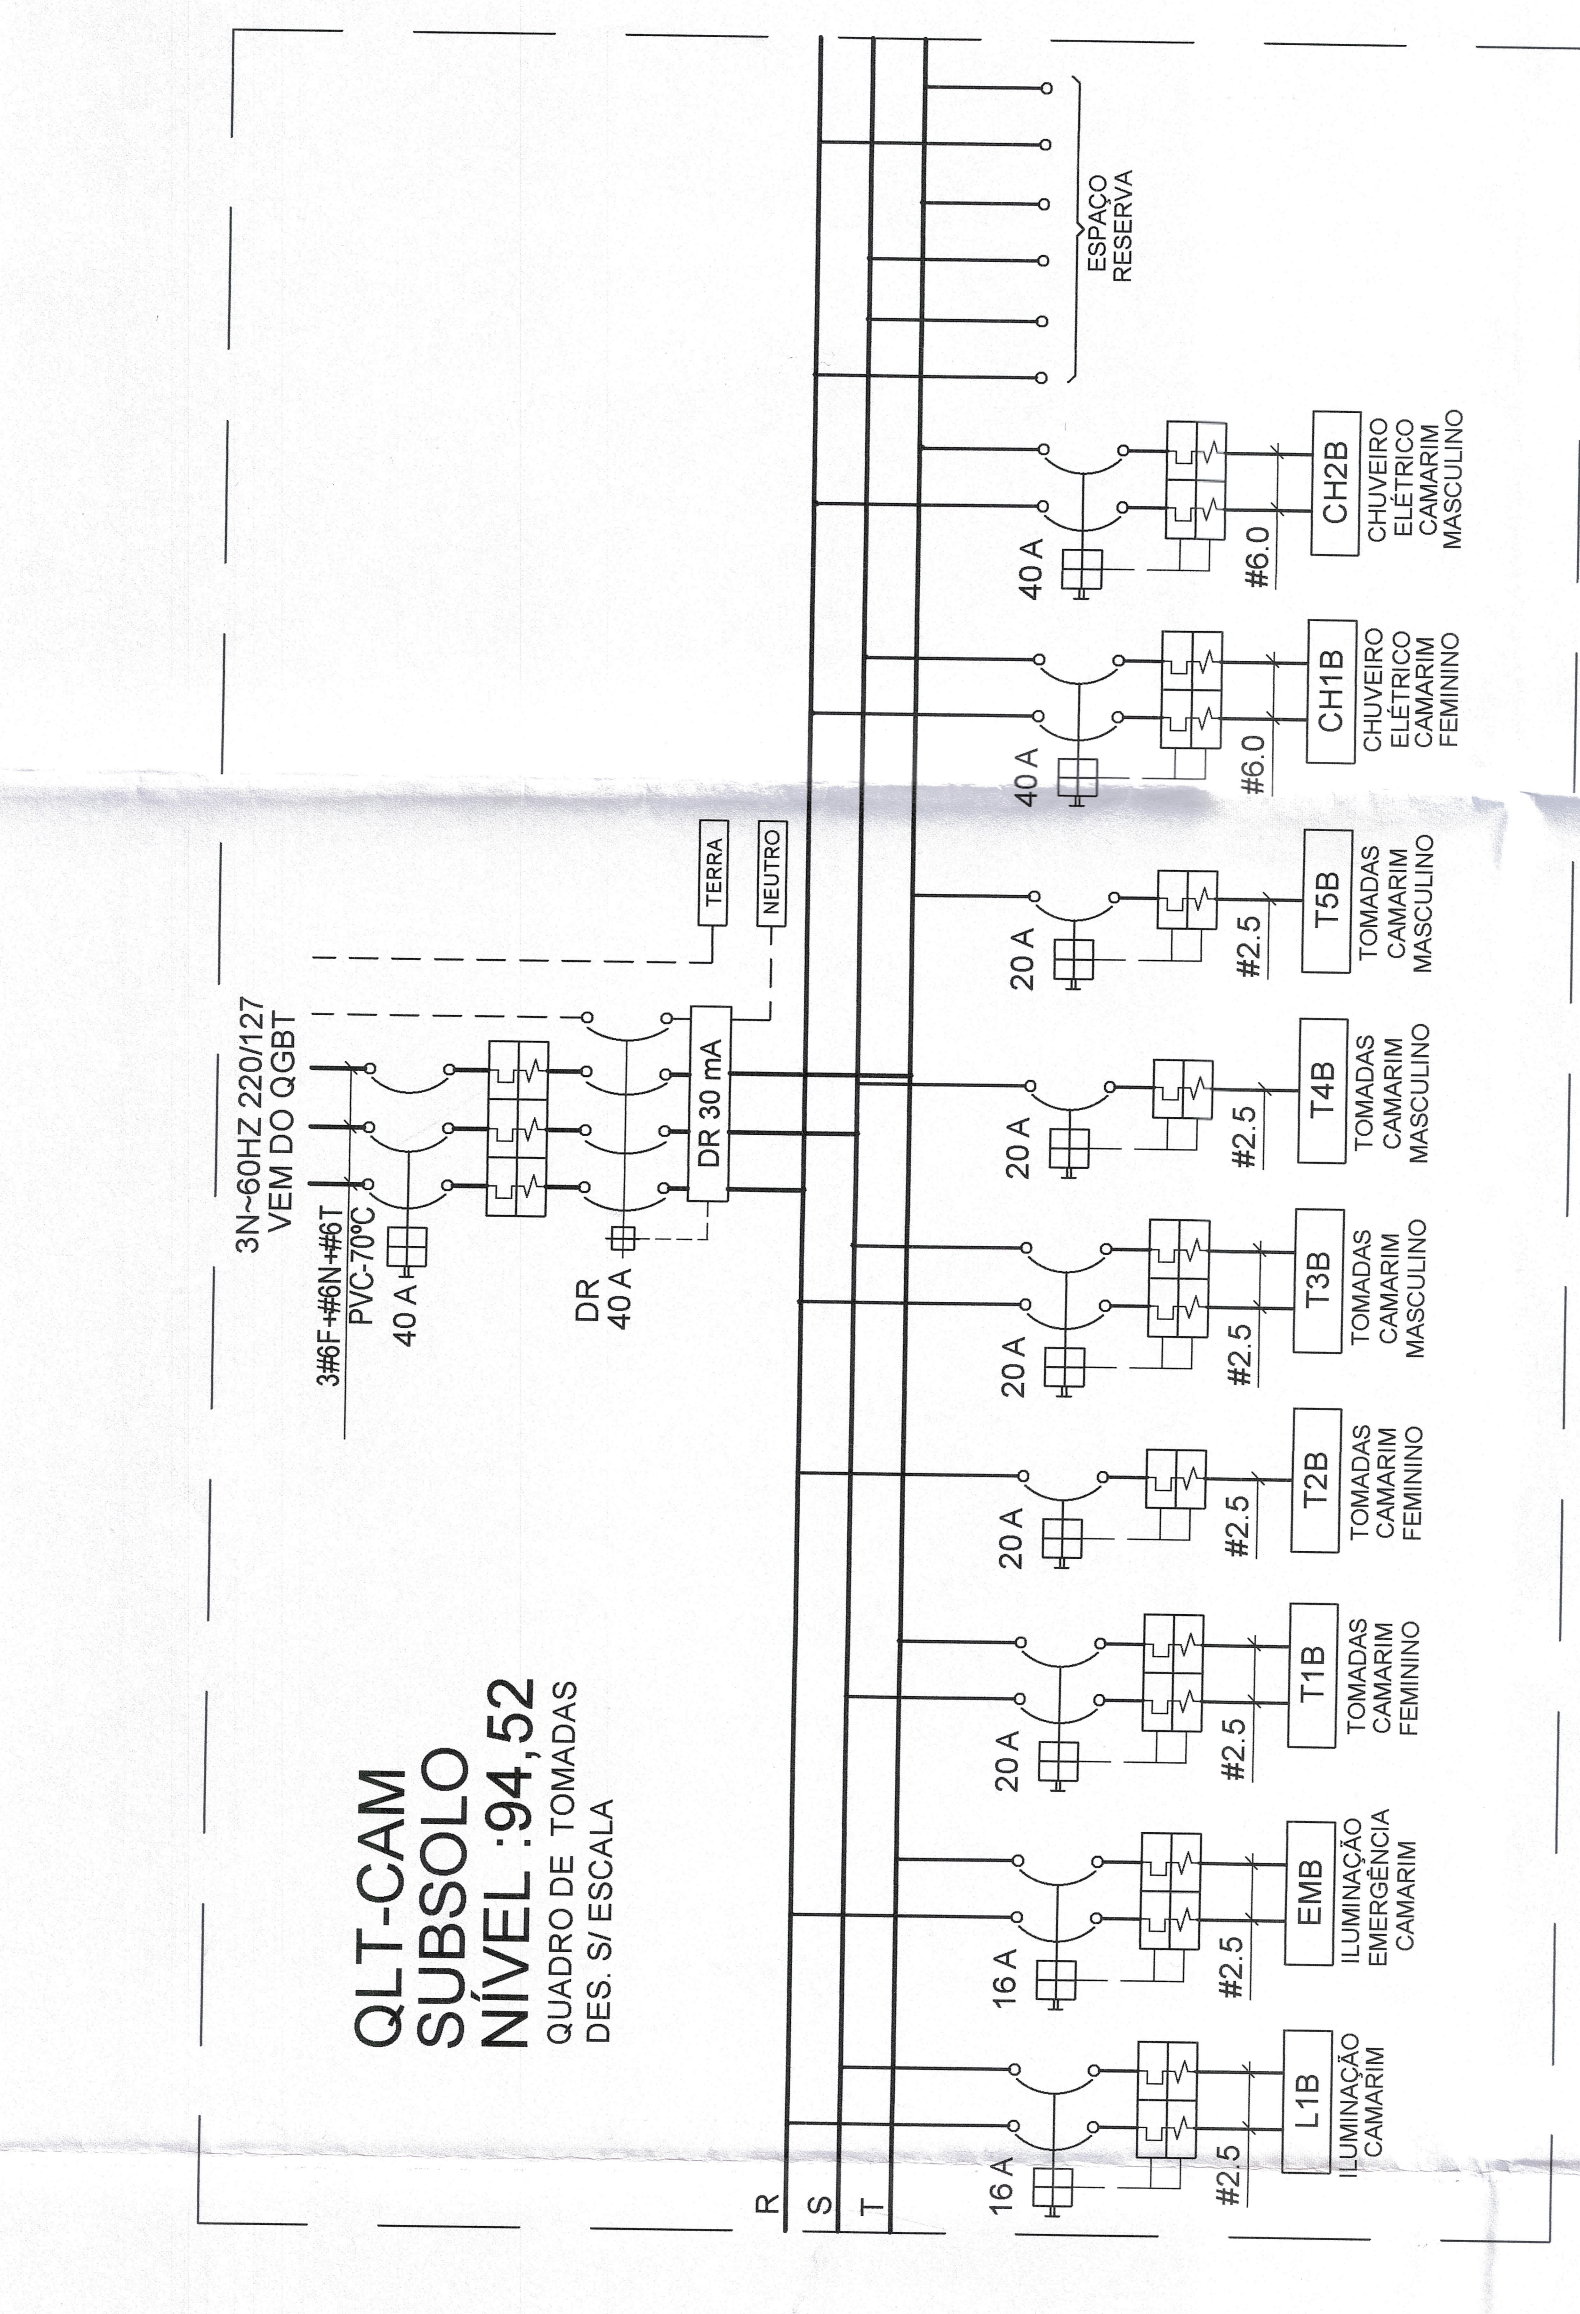 QLT-CAM
SUBSOLO
NÍVEL :94,52
QUADRO DE TOMADAS
DES. S/ ESCALA
3N~60HZ 220/127
VEM DO QGBT
3#6F+#6N+#6T
PVC-70ºC
40 A
DR
40 A
DR 30 mA
TERRA
NEUTRO
R
S
T
16 A
#2.5
L1B
ILUMINAÇÃO
CAMARIM
16 A
#2.5
EMB
ILUMINAÇÃO
EMERGÊNCIA
CAMARIM
20 A
#2.5
T1B
TOMADAS
CAMARIM
FEMININO
20 A
#2.5
T2B
TOMADAS
CAMARIM
FEMININO
20 A
#2.5
T3B
TOMADAS
CAMARIM
MASCULINO
20 A
#2.5
T4B
TOMADAS
CAMARIM
MASCULINO
20 A
#2.5
T5B
TOMADAS
CAMARIM
MASCULINO
40 A
#6.0
CH1B
CHUVEIRO
ELÉTRICO
CAMARIM
FEMININO
40 A
#6.0
CH2B
CHUVEIRO
ELÉTRICO
CAMARIM
MASCULINO
ESPAÇO
RESERVA